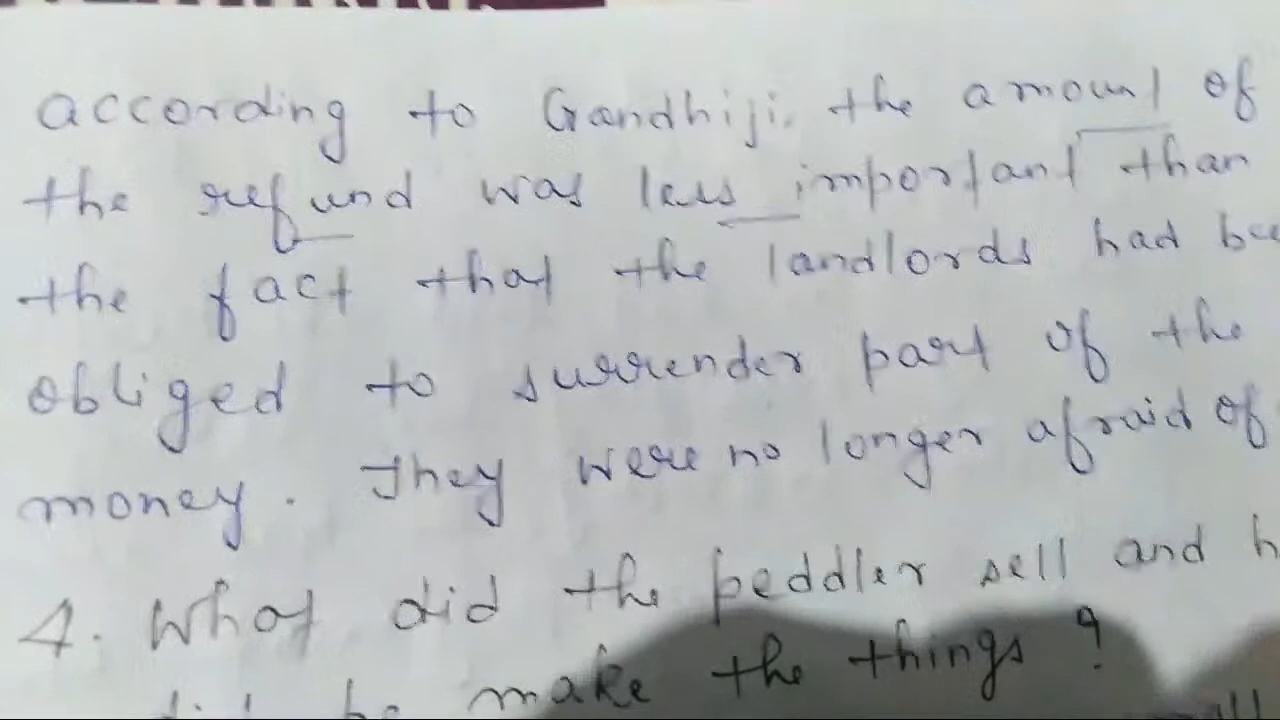 according to Gandhiji. the amount of
the refund was less important than
the fact that the landlords had
obliged to surrender part of the
money. They were no longer afraid of
4. What did the peddler sell and
did he make the things ?